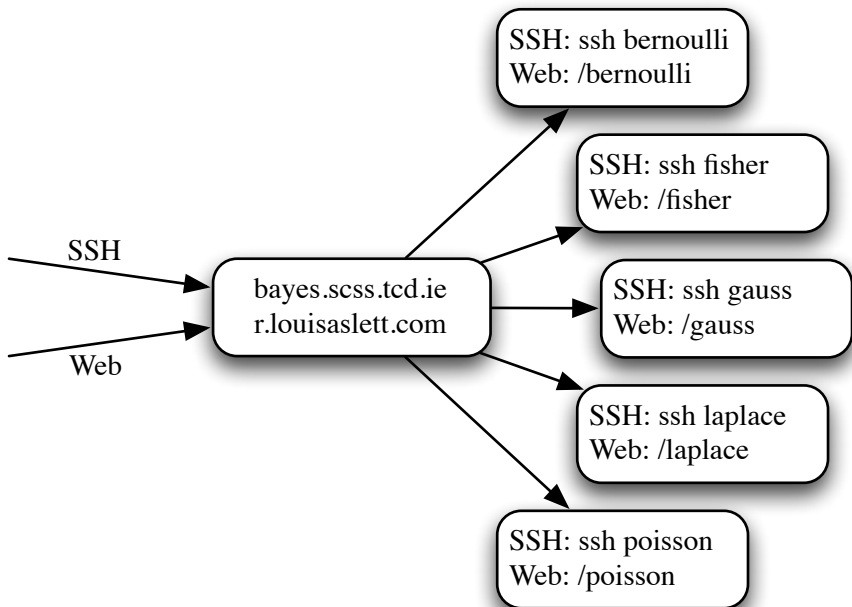 SSH: ssh bernoulli
Web: /bernoulli
SSH: ssh fisher
Web: /fisher
SSH
bayes.scss.tcd.ie
r.louisaslett.com
Web
SSH: ssh gauss
Web: /gauss
SSH: ssh laplace
Web: /laplace
SSH: ssh poisson
Web: /poisson